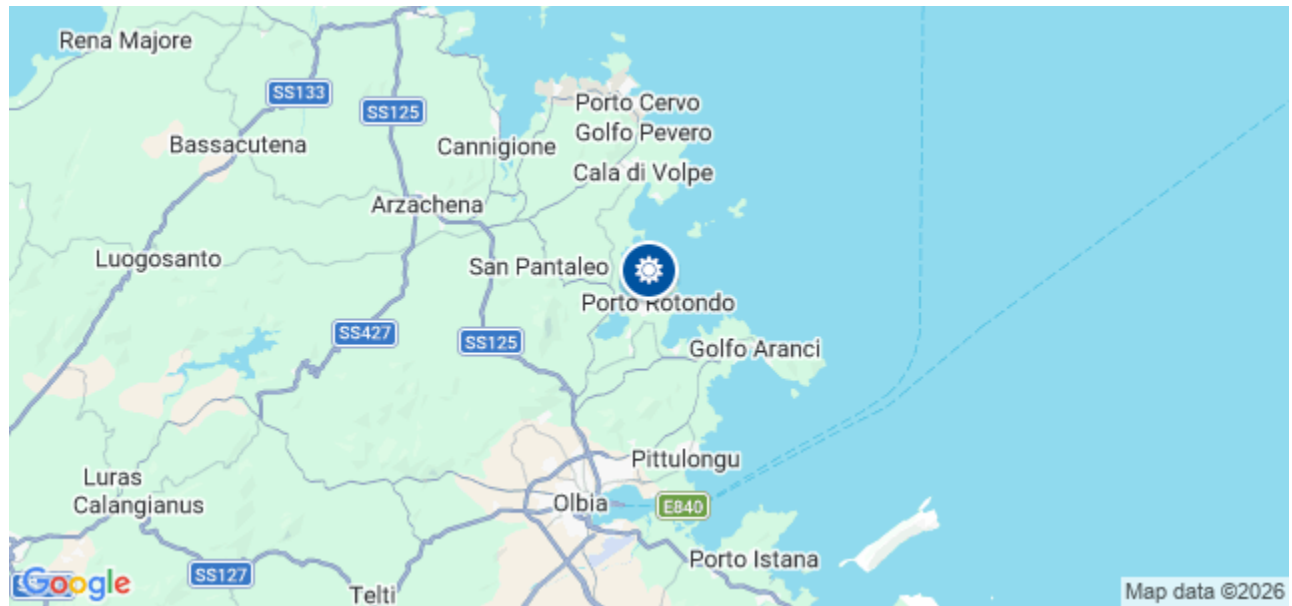 Rena Majore
SS133
SS125
Porto Cervo
Golfo Pevero
Bassacutena
Cannigione
Cala di Volpe
Arzachena
Luogosanto
San Pantaleo
Porto Rotondo
SS427
SS125
Golfo Aranci
Pittulongu
Luras
Calangianus
Olbia
E840
Porto Istana
SS127
Telti
Google
Map data ©2026